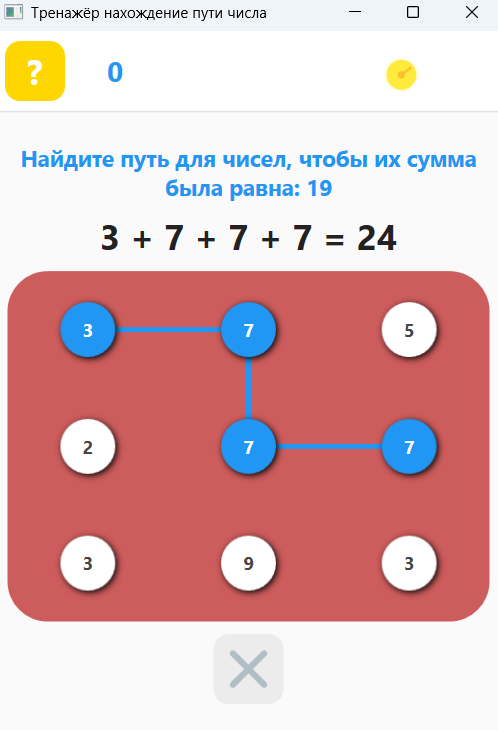 Тренажёр нахождение пути числа
? 0
Найдите путь для чисел, чтобы их сумма
была равна: 19
3 + 7 + 7 + 7 = 24
3 7 5
2 7 7
3 9 3